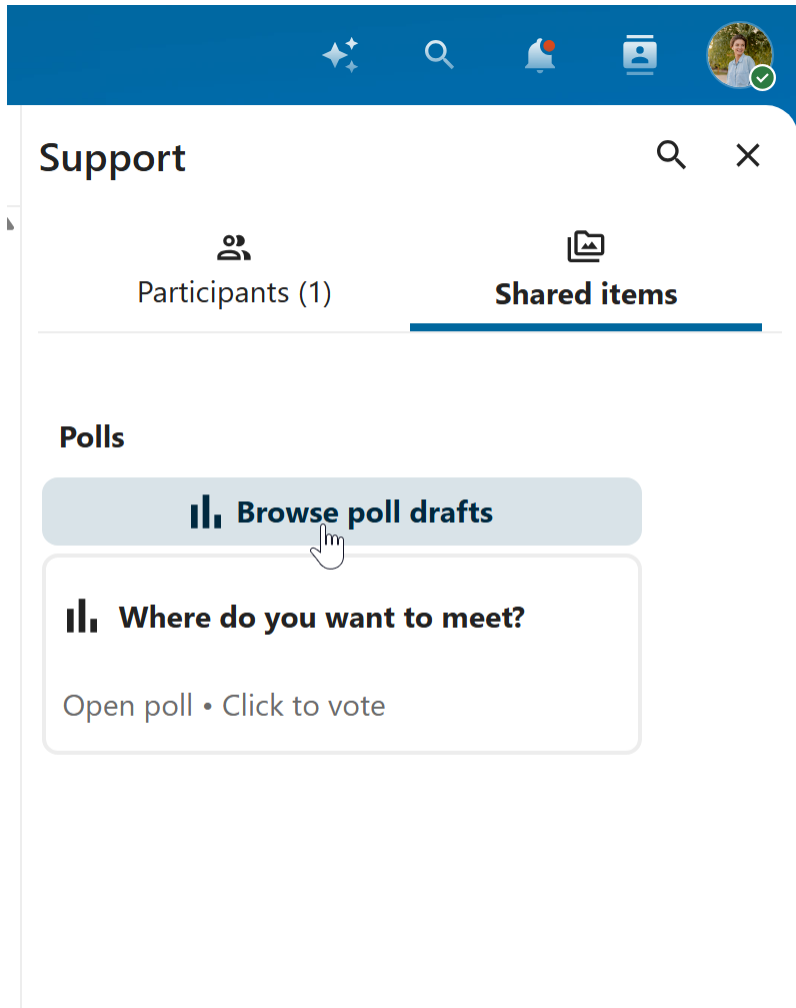 Support
Participants (1)
Shared items
Polls
Browse poll drafts
Where do you want to meet?
Open poll • Click to vote